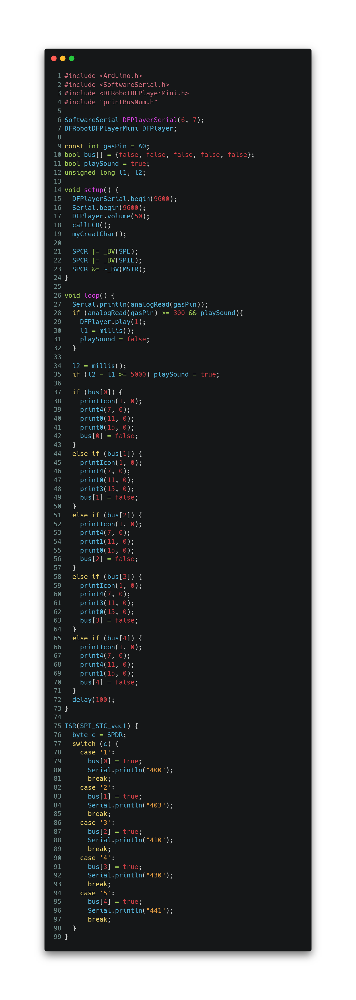 1 #include <Arduino.h>
2 #include <SoftwareSerial.h>
3 #include <DFRobotDFPlayerMini.h>
4 #include "printBusNum.h"
5
6 SoftwareSerial DFPlayerSerial(6, 7);
7 DFRobotDFPlayerMini DFPlayer;
8
9 const int gasPin = A0;
10 bool bus[] = {false, false, false, false, false};
11 bool playSound = true;
12 unsigned long l1, l2;
13
14 void setup() {
15   DFPlayerSerial.begin(9600);
16   Serial.begin(9600);
17   DFPlayer.volume(50);
18   callLCD();
19   myCreatChar();
20
21   SPCR |= _BV(SPE);
22   SPCR |= _BV(SPIE);
23   SPCR &= ~_BV(MSTR);
24 }
25
26 void loop() {
27   Serial.println(analogRead(gasPin));
28   if (analogRead(gasPin) >= 300 && playSound){
29     DFPlayer.play(1);
30     l1 = millis();
31     playSound = false;
32   }
33
34   l2 = millis();
35   if (l2 - l1 >= 5000) playSound = true;
36
37   if (bus[0]) {
38     printIcon(1, 0);
39     print4(7, 0);
40     print0(11, 0);
41     print0(15, 0);
42     bus[0] = false;
43   }
44   else if (bus[1]) {
45     printIcon(1, 0);
46     print4(7, 0);
47     print0(11, 0);
48     print3(15, 0);
49     bus[1] = false;
50   }
51   else if (bus[2]) {
52     printIcon(1, 0);
53     print4(7, 0);
54     print1(11, 0);
55     print0(15, 0);
56     bus[2] = false;
57   }
58   else if (bus[3]) {
59     printIcon(1, 0);
60     print4(7, 0);
61     print3(11, 0);
62     print0(15, 0);
63     bus[3] = false;
64   }
65   else if (bus[4]) {
66     printIcon(1, 0);
67     print4(7, 0);
68     print4(11, 0);
69     print1(15, 0);
70     bus[4] = false;
71   }
72   delay(100);
73 }
74
75 ISR(SPI_STC_vect) {
76   byte c = SPDR;
77   switch (c) {
78     case '1':
79       bus[0] = true;
80       Serial.println("400");
81       break;
82     case '2':
83       bus[1] = true;
84       Serial.println("403");
85       break;
86     case '3':
87       bus[2] = true;
88       Serial.println("410");
89       break;
90     case '4':
91       bus[3] = true;
92       Serial.println("430");
93       break;
94     case '5':
95       bus[4] = true;
96       Serial.println("441");
97       break;
98   }
99 }